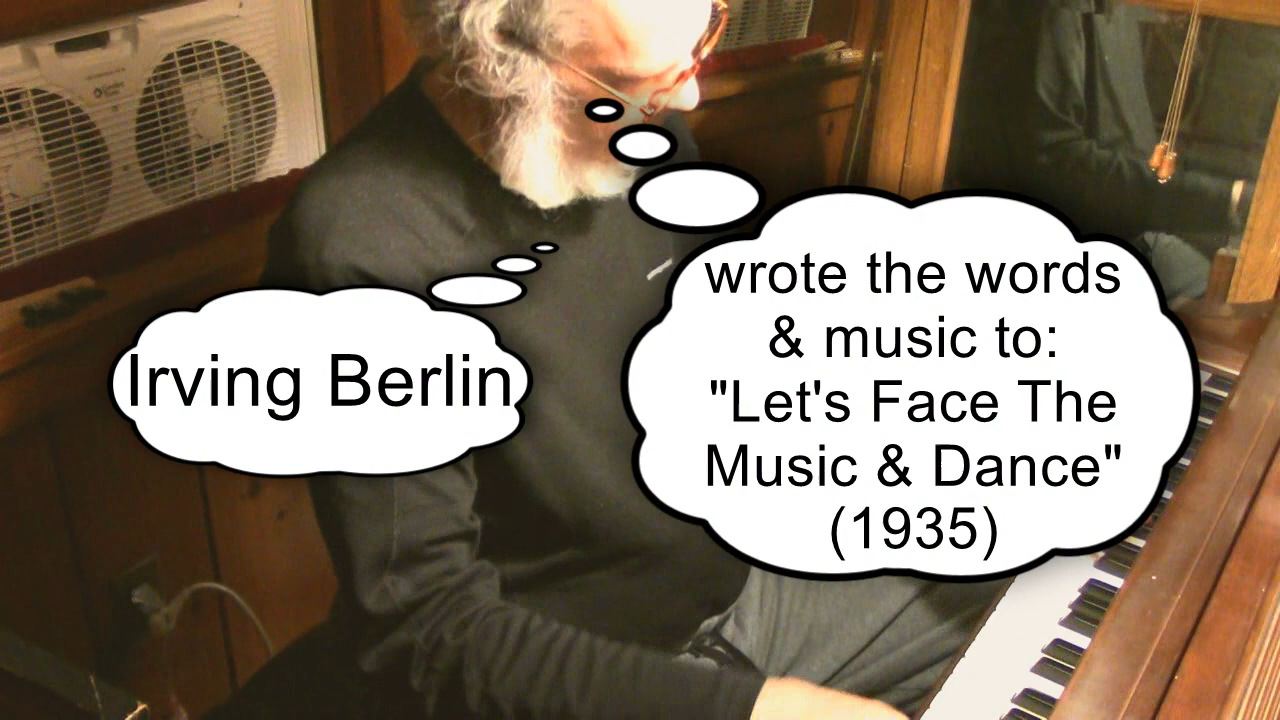 Irving Berlin
wrote the words
& music to:
"Let's Face The
Music & Dance"
(1935)